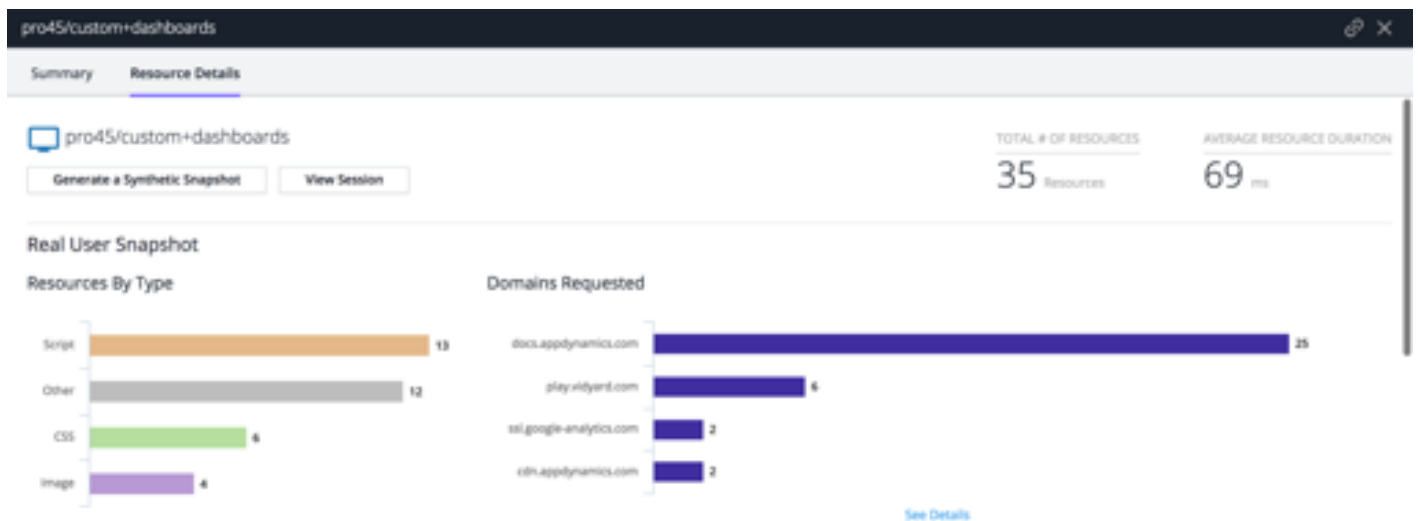 pro45/custom+dashboards
Summary Resource Details
pro45/custom+dashboards
Generate a Synthetic Snapshot View Session
TOTAL # OF RESOURCES AVERAGE RESOURCE DURATION
35 Resources 69 ms
Real User Snapshot
Resources By Type Domains Requested
Script 13 docs.appdynamics.com 25
Other 12 play.vidyard.com 6
CSS 6 ssl.google-analytics.com 2
Image 4 cdn.appdynamics.com 2
See Details